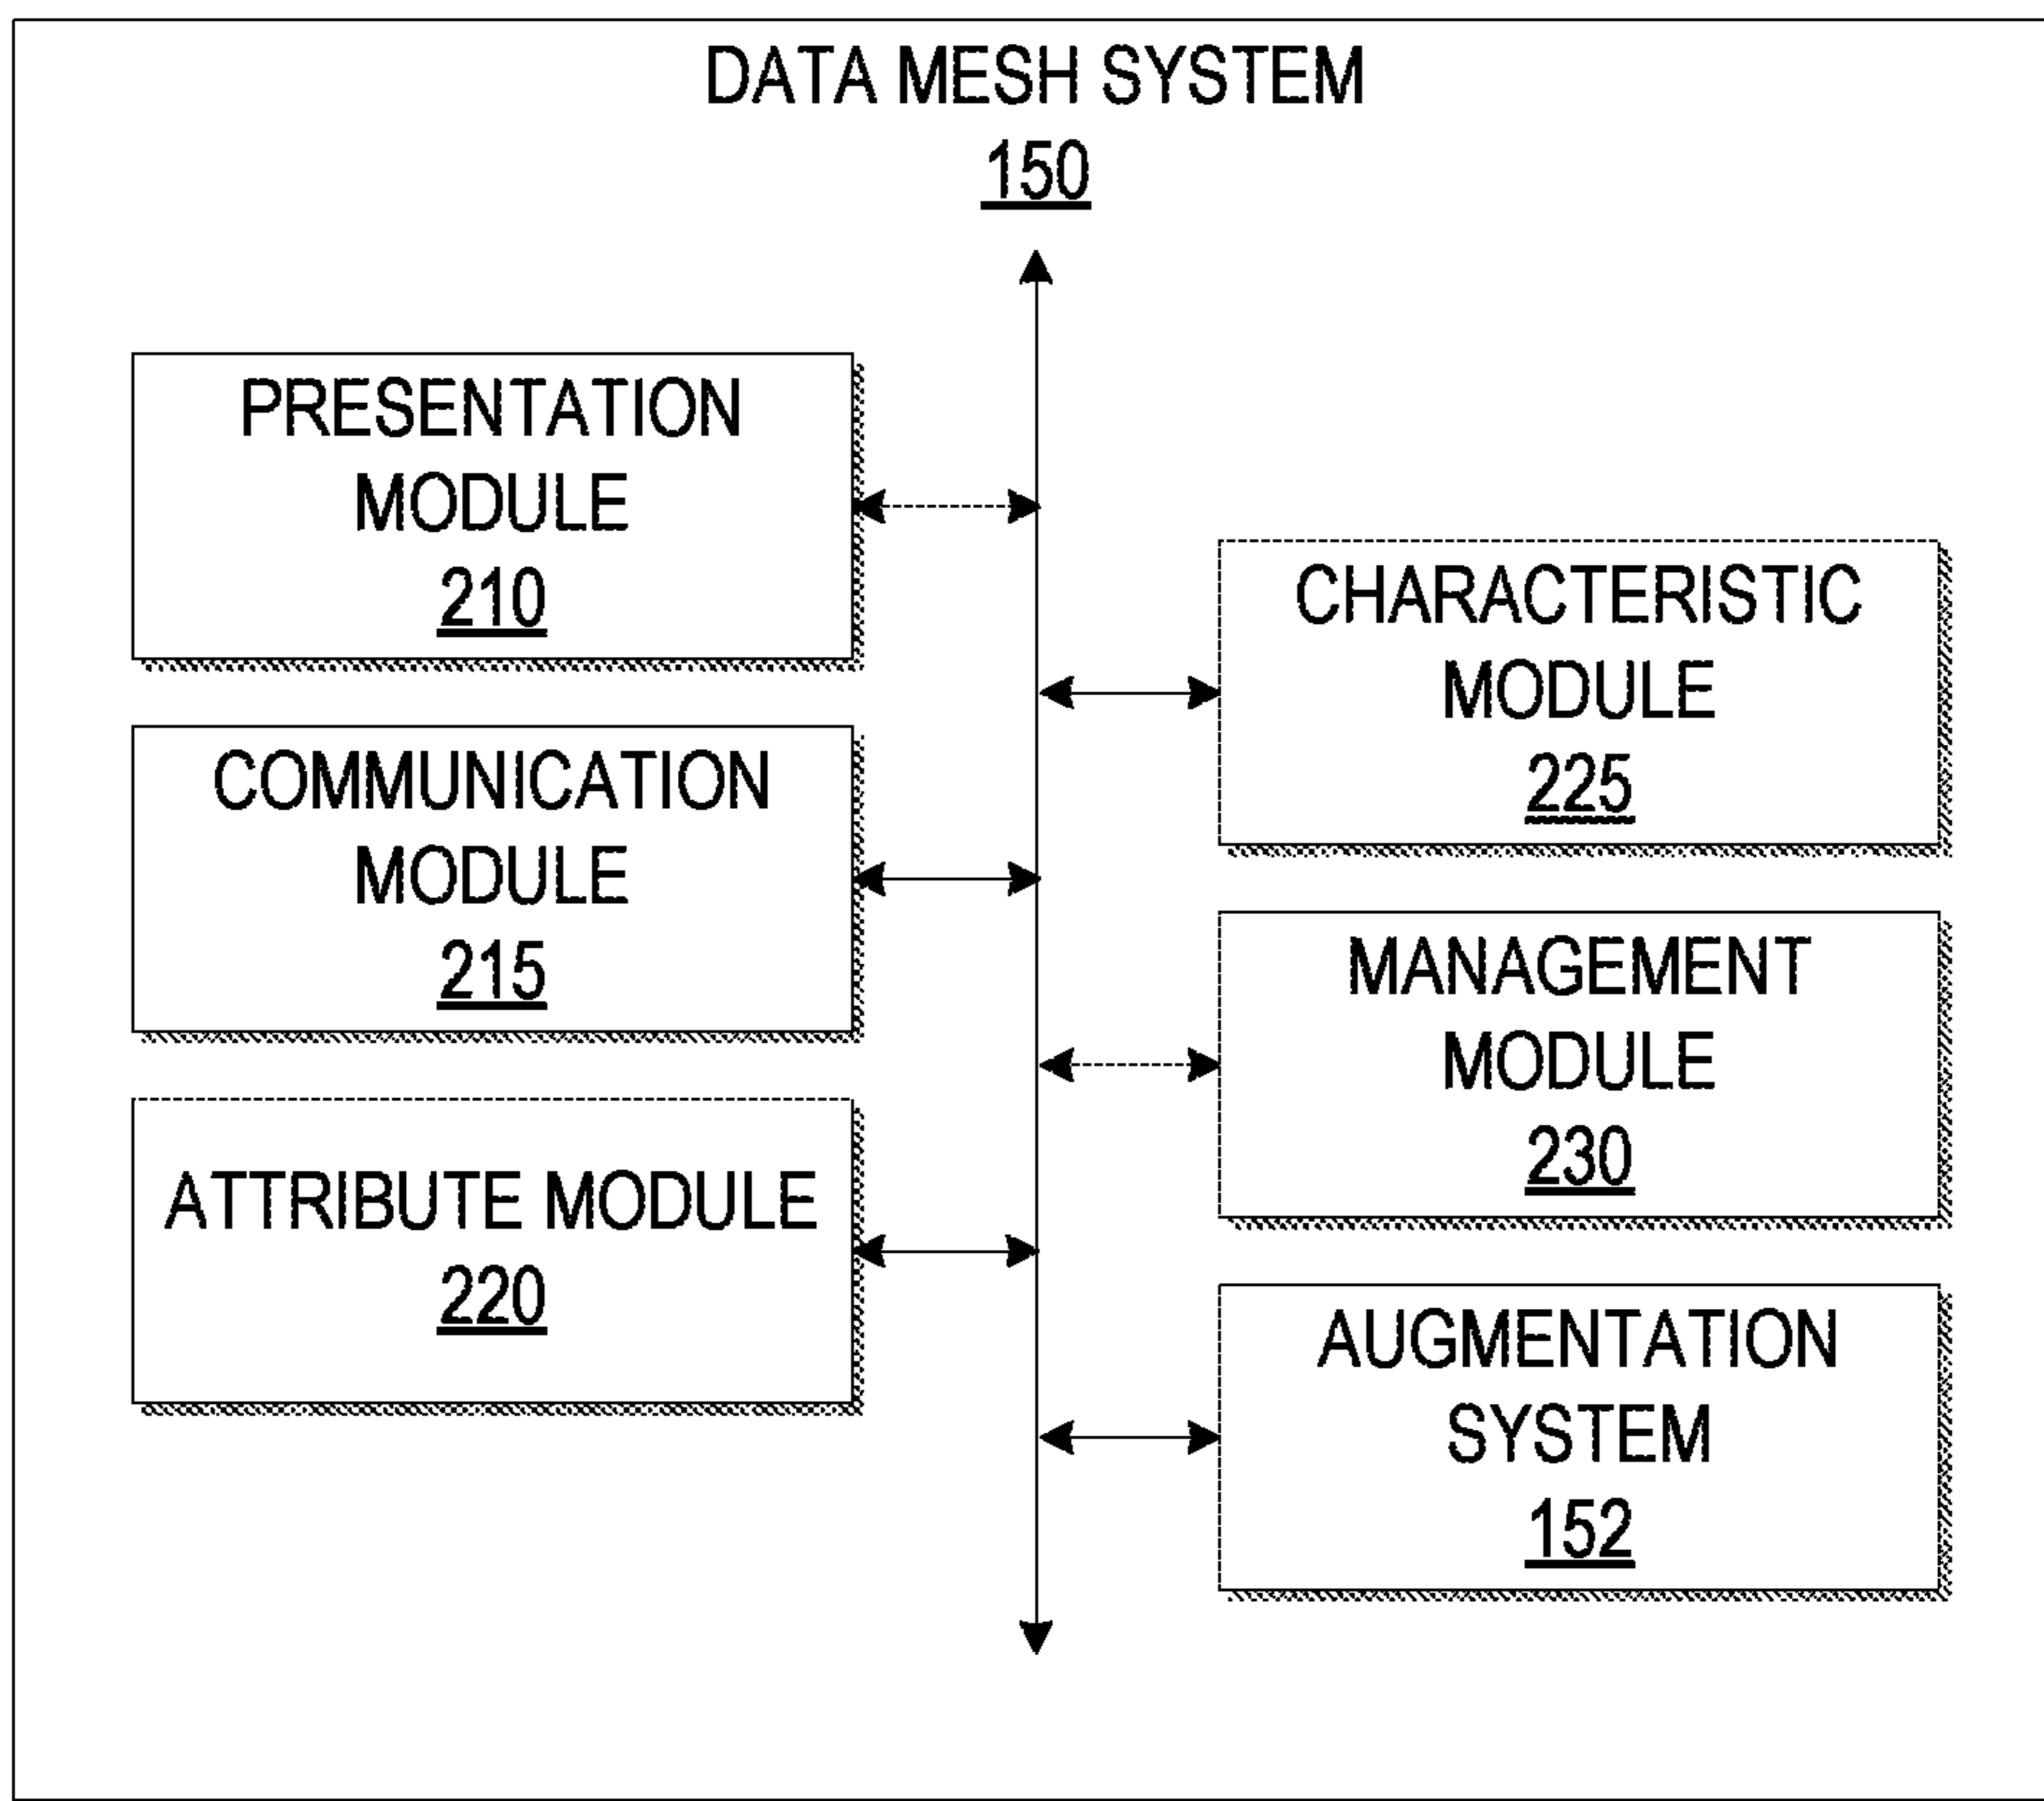 DATA MESH SYSTEM
150
PRESENTATION
MODULE
210
COMMUNICATION
MODULE
215
ATTRIBUTE MODULE
220
CHARACTERISTIC
MODULE
225
MANAGEMENT
MODULE
230
AUGMENTATION
SYSTEM
152